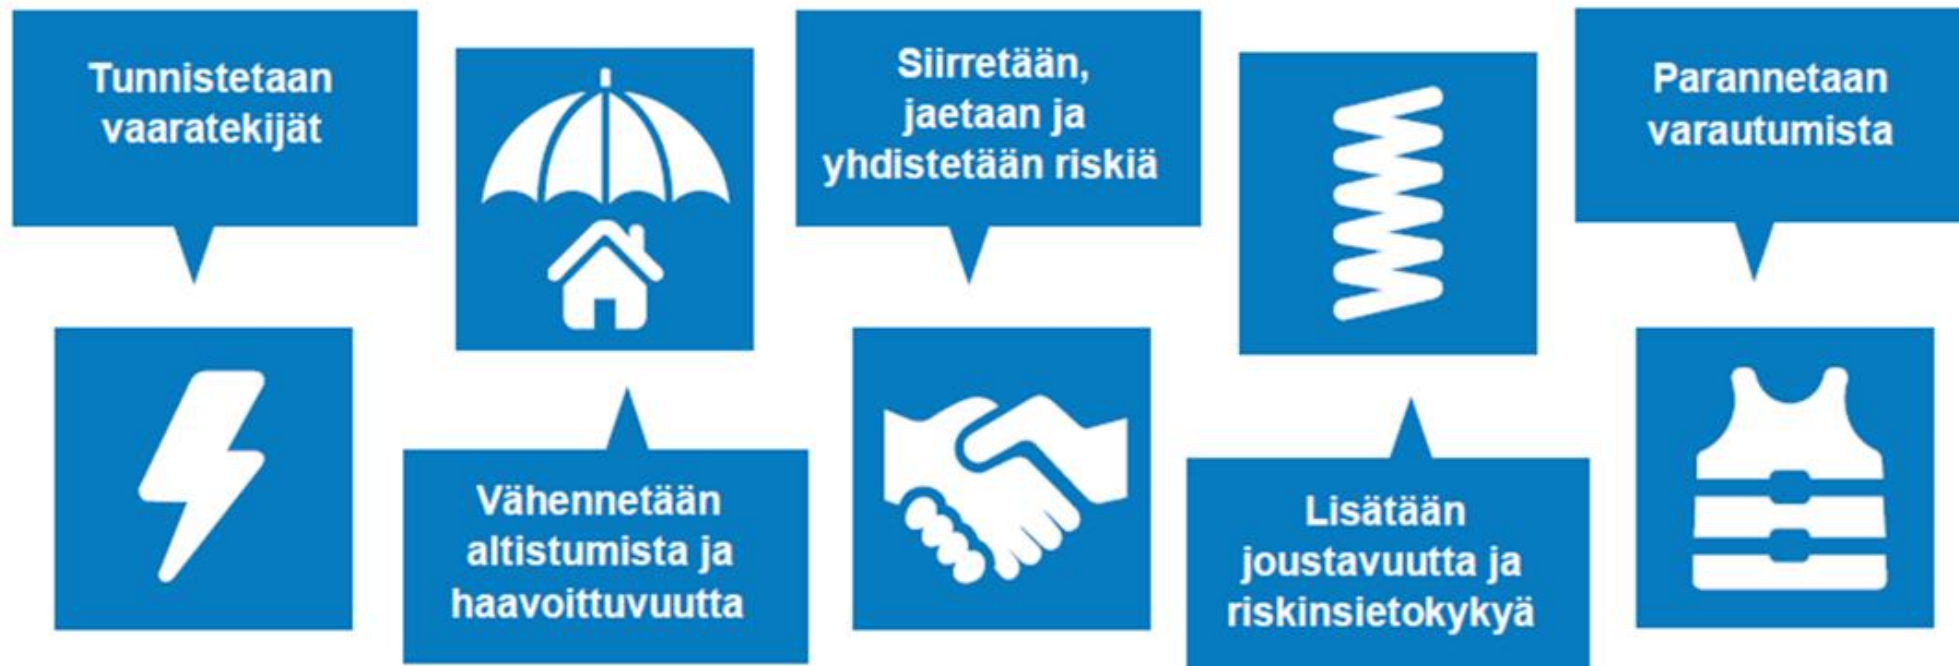 Tunnistetaan
vaaratekijät
Vähennetään
altistumista ja
haavoittuvuutta
Siirretään,
jaetaan ja
yhdistetään riskiä
Lisätään
joustavuutta ja
riskinsietokykyä
Parannetaan
varautumista